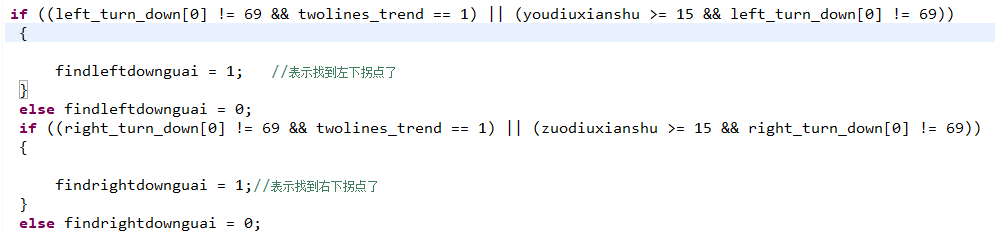 if ((left_turn_down[0] != 69 && twolines_trend == 1) || (youdiuxianshu >= 15 && left_turn_down[0] != 69))
{
findleftdownguai = 1;   //表示找到左下拐点了
}
else findleftdownguai = 0;
if ((right_turn_down[0] != 69 && twolines_trend == 1) || (zuodiuxianshu >= 15 && right_turn_down[0] != 69))
{
findrightdownguai = 1;//表示找到右下拐点了
}
else findrightdownguai = 0;